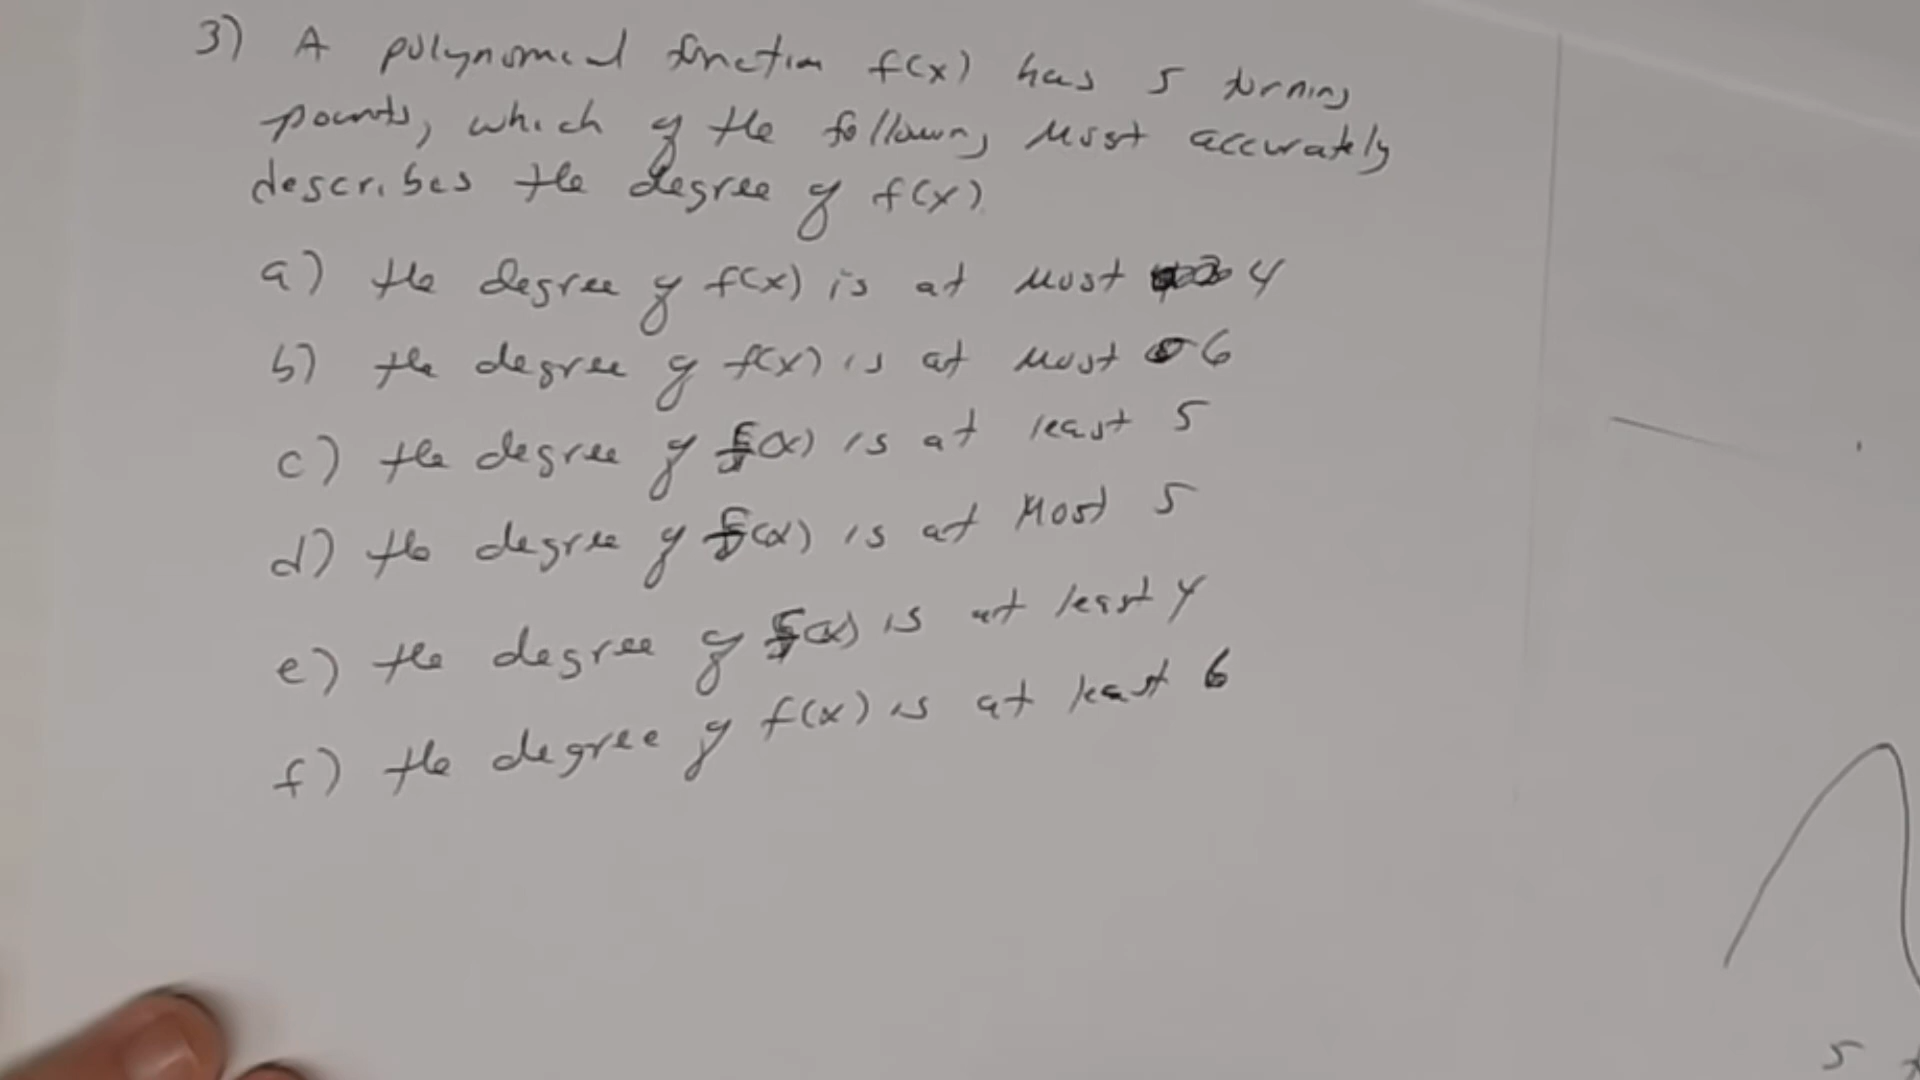 3) A polynomial function f(x) has 5 turning
points, which of the following most accurately
describes the degree of f(x)
a) the degree of f(x) is at most 4
b) the degree of f(x) is at most 6
c) the degree of f(x) is at least 5
d) the degree of f(x) is at most 5
e) the degree of f(x) is at least 4
f) the degree of f(x) is at least 6
5